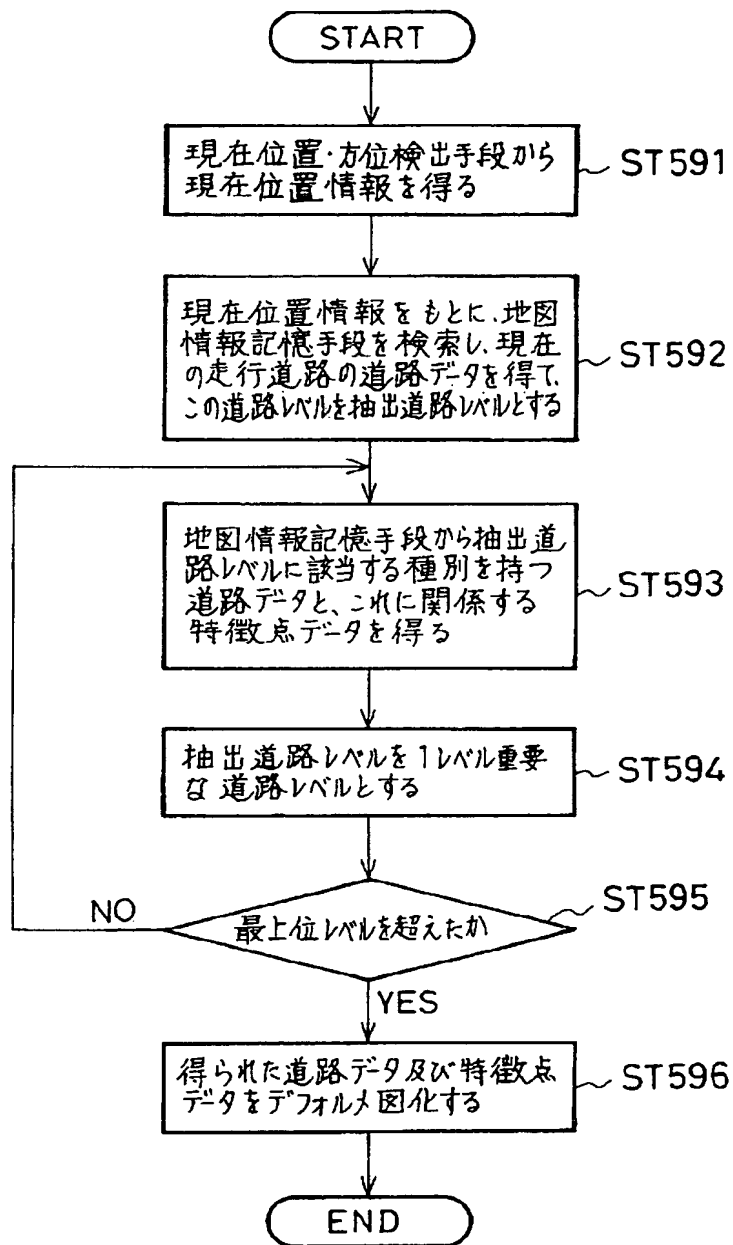 START
現在位置・方位検出手段から
現在位置情報を得る
ST591
現在位置情報をもとに、地図
情報記憶手段を検索し、現在
の走行道路の道路データを得て、
この道路レベルを抽出道路レベルとする
ST592
地図情報記憶手段から抽出道
路レベルに該当する種別を持つ
道路データと、これに関係する
特徴点データを得る
ST593
抽出道路レベルを1レベル重要
な道路レベルとする
ST594
最上位レベルを超えたか
ST595
NO
YES
得られた道路データ及び特徴点
データをデフォルメ図化する
ST596
END